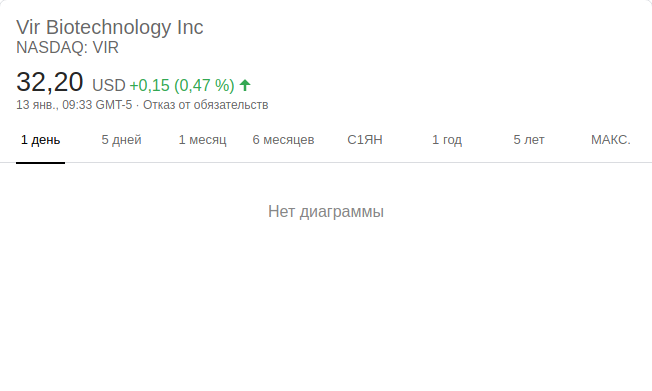 Vir Biotechnology Inc
NASDAQ: VIR
32,20 USD +0,15 (0,47 %)
13 янв., 09:33 GMT-5 · Отказ от обязательств
1 день 5 дней 1 месяц 6 месяцев С1ЯН 1 год 5 лет МАКС.
Нет диаграммы